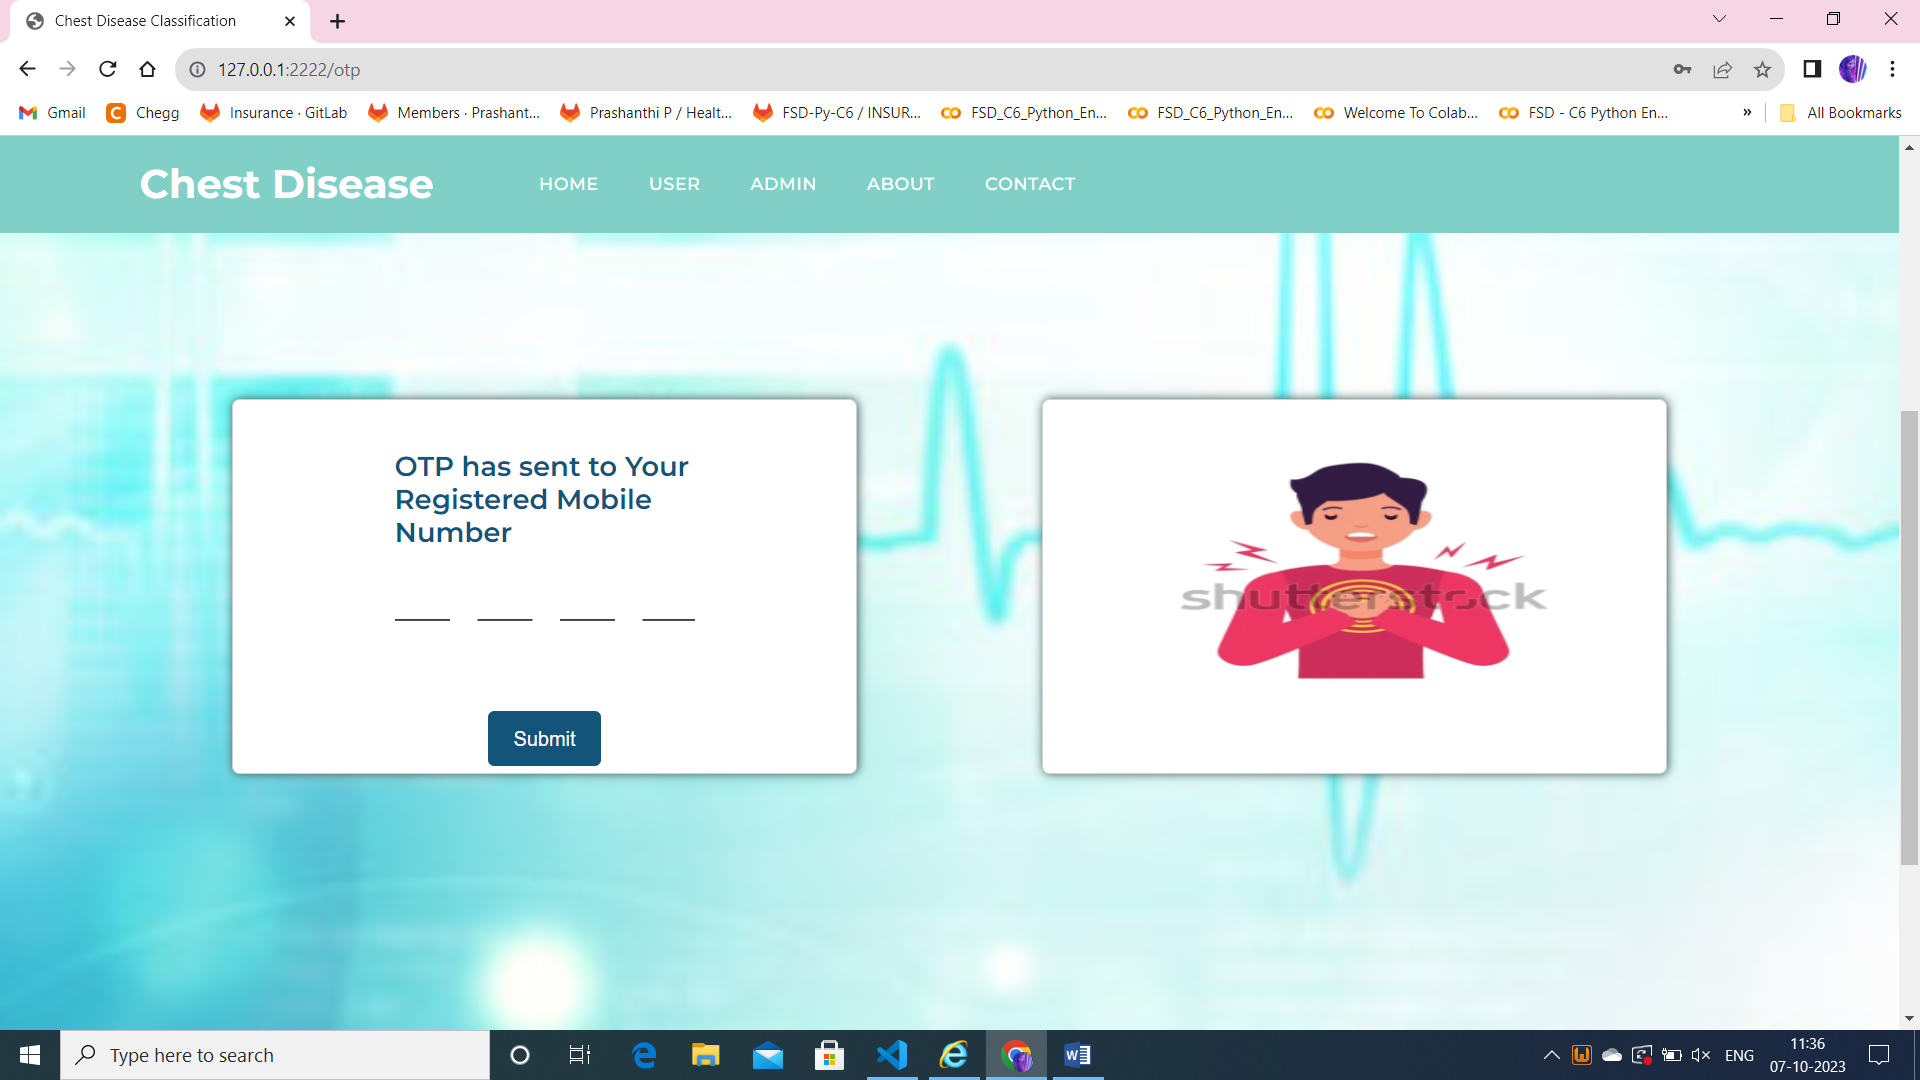 Chest Disease Classification
127.0.0.1:2222/otp
Gmail
Chegg
Insurance · GitLab
Members · Prashant...
Prashanthi P / Healt...
FSD-Py-C6 / INSUR...
FSD_C6_Python_En...
FSD_C6_Python_En...
Welcome To Colab...
FSD - C6 Python En...
»
All Bookmarks
Chest Disease
HOME
USER
ADMIN
ABOUT
CONTACT
OTP has sent to Your
Registered Mobile
Number
Submit
shutterstock
Type here to search
ENG
11:36
07-10-2023